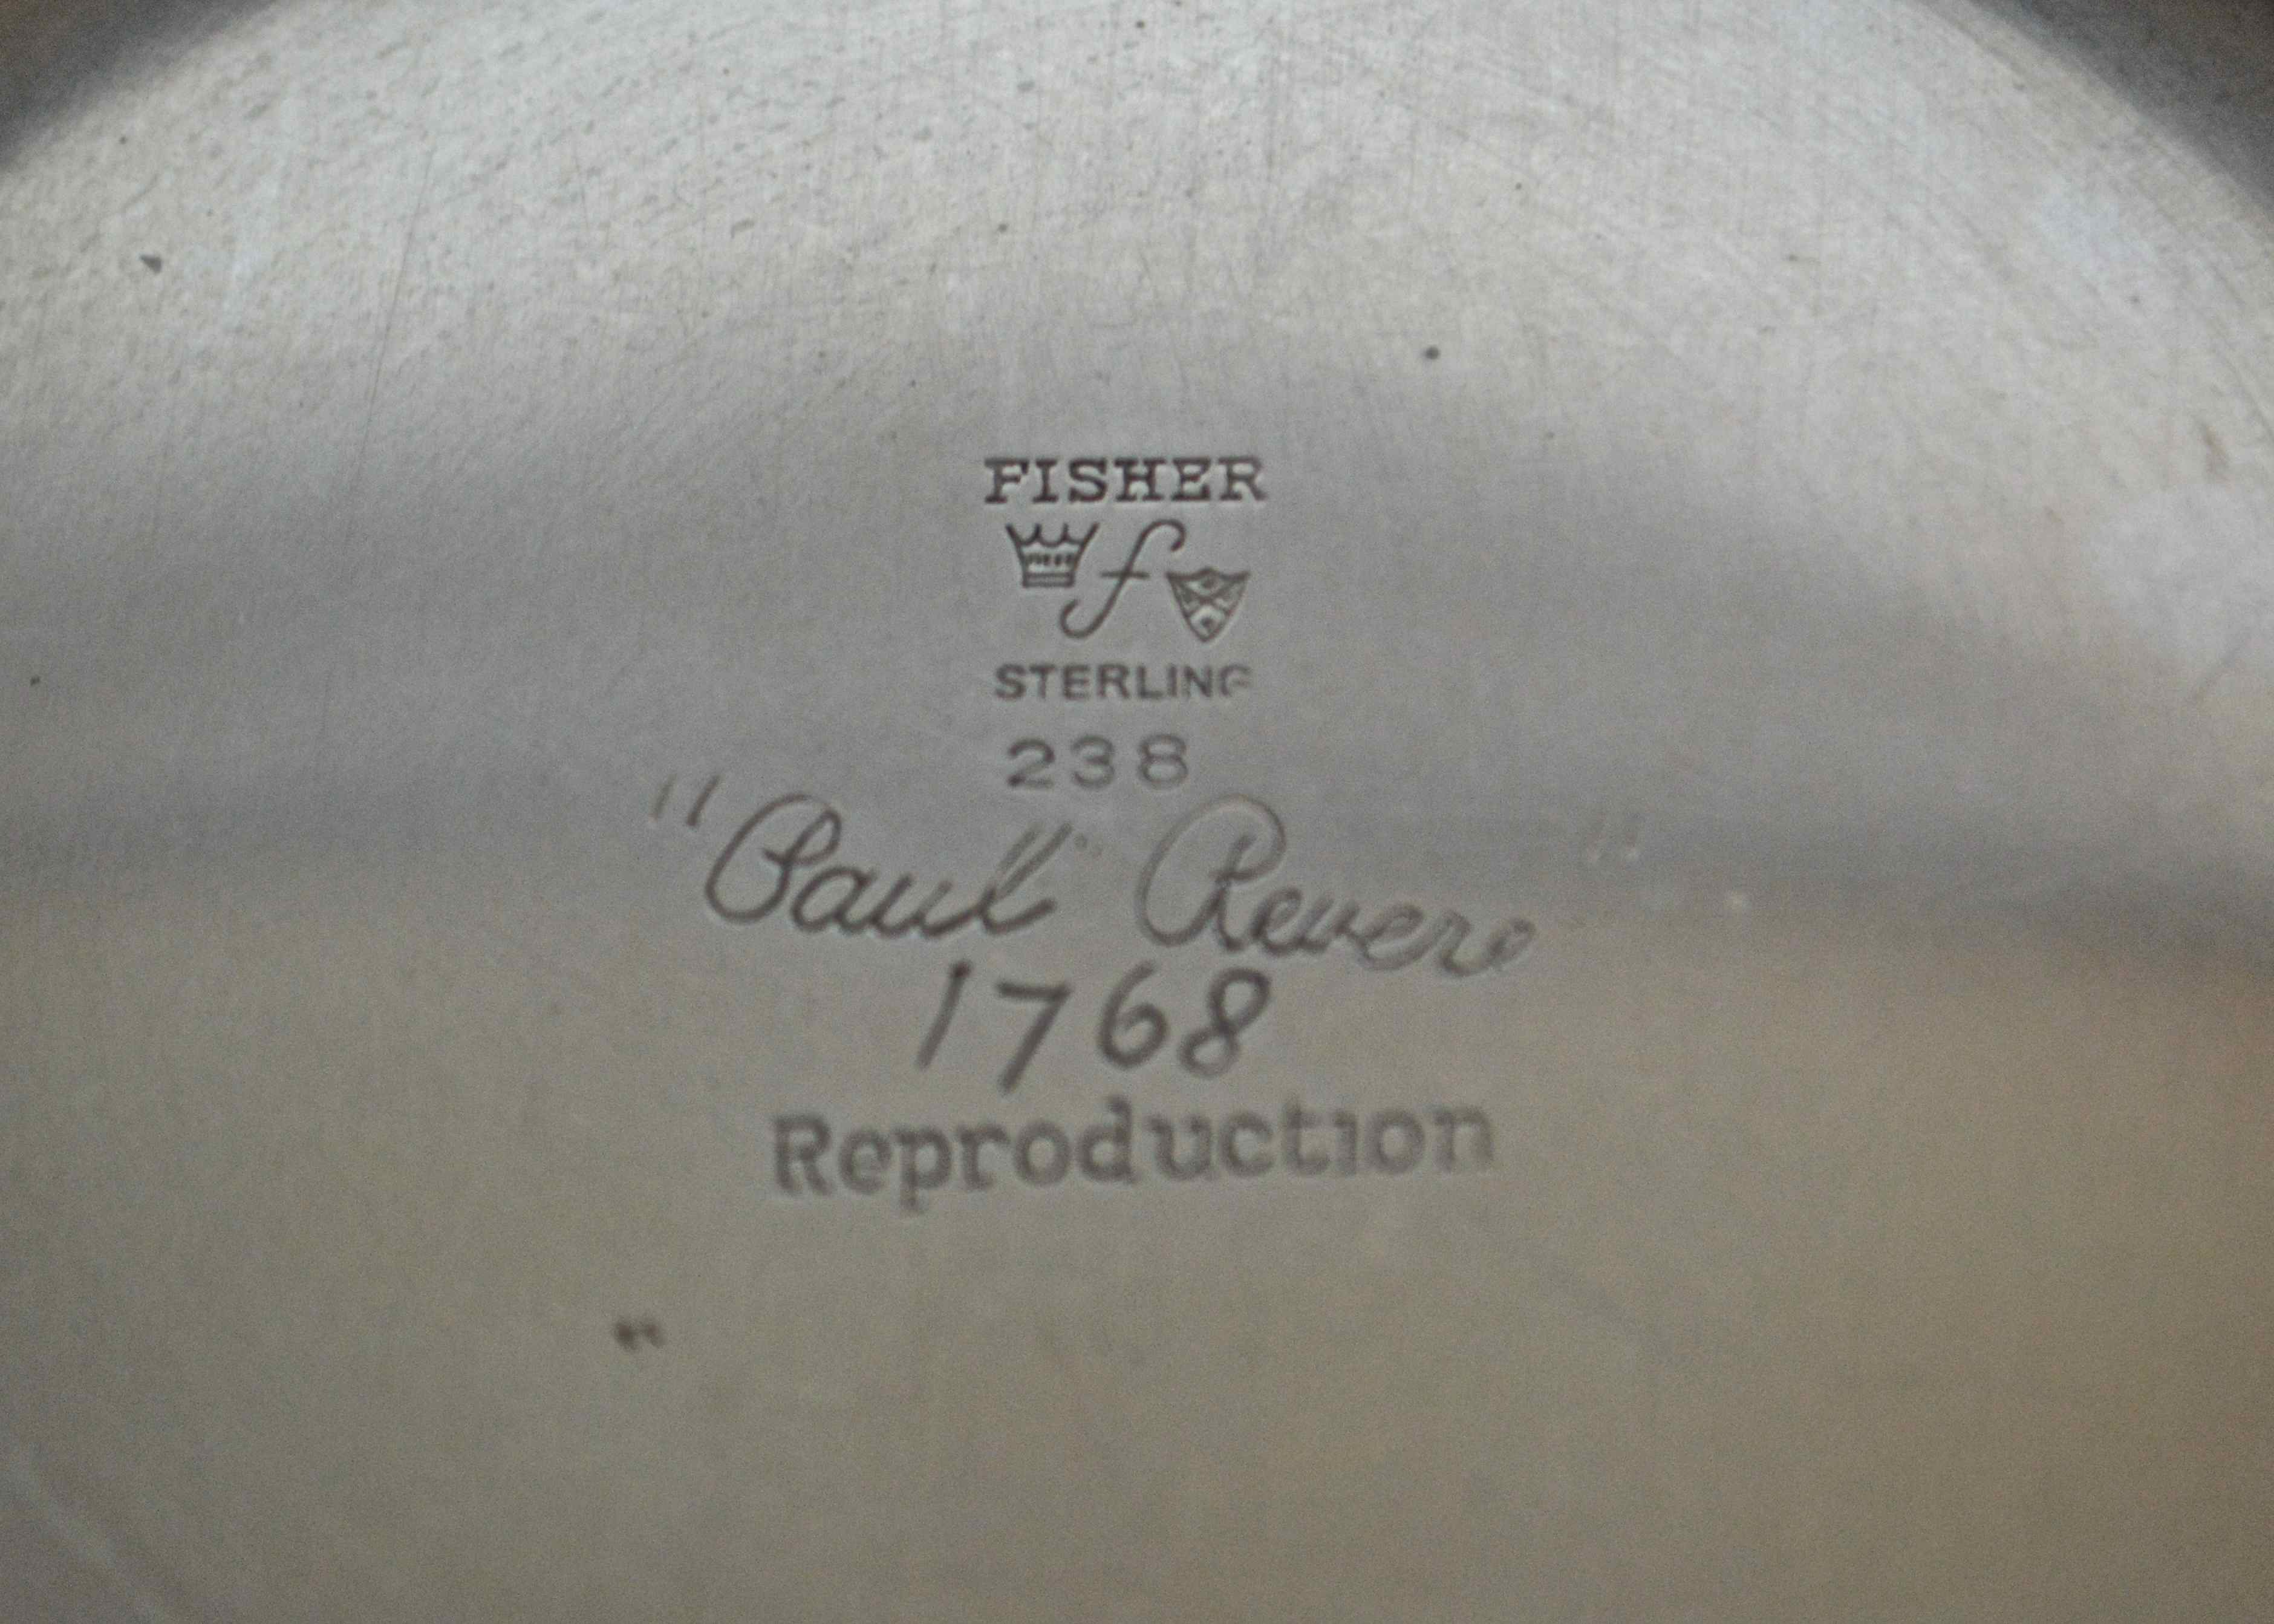 FISHER
f
STERLING
238
"Paul Revere"
1768
Reproduction